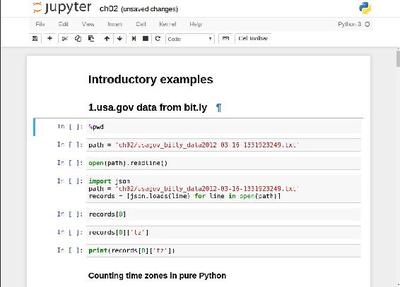 jupyter ch02 (unsaved changes)
File Edit View Insert Cell Kernel Help Python 3
Code Cell Toolbar
Introductory examples
1.usa.gov data from bit.ly ¶
In [ ]: %pwd
In [ ]: path = 'ch02/usagov_bitly_data2012-03-16-1331923249.txt'
In [ ]: open(path).readline()
In [ ]: import json
path = 'ch02/usagov_bitly_data2012-03-16-1331923249.txt'
records = [json.loads(line) for line in open(path)]
In [ ]: records[0]
In [ ]: records[0]['tz']
In [ ]: print(records[0]['tz'])
Counting time zones in pure Python